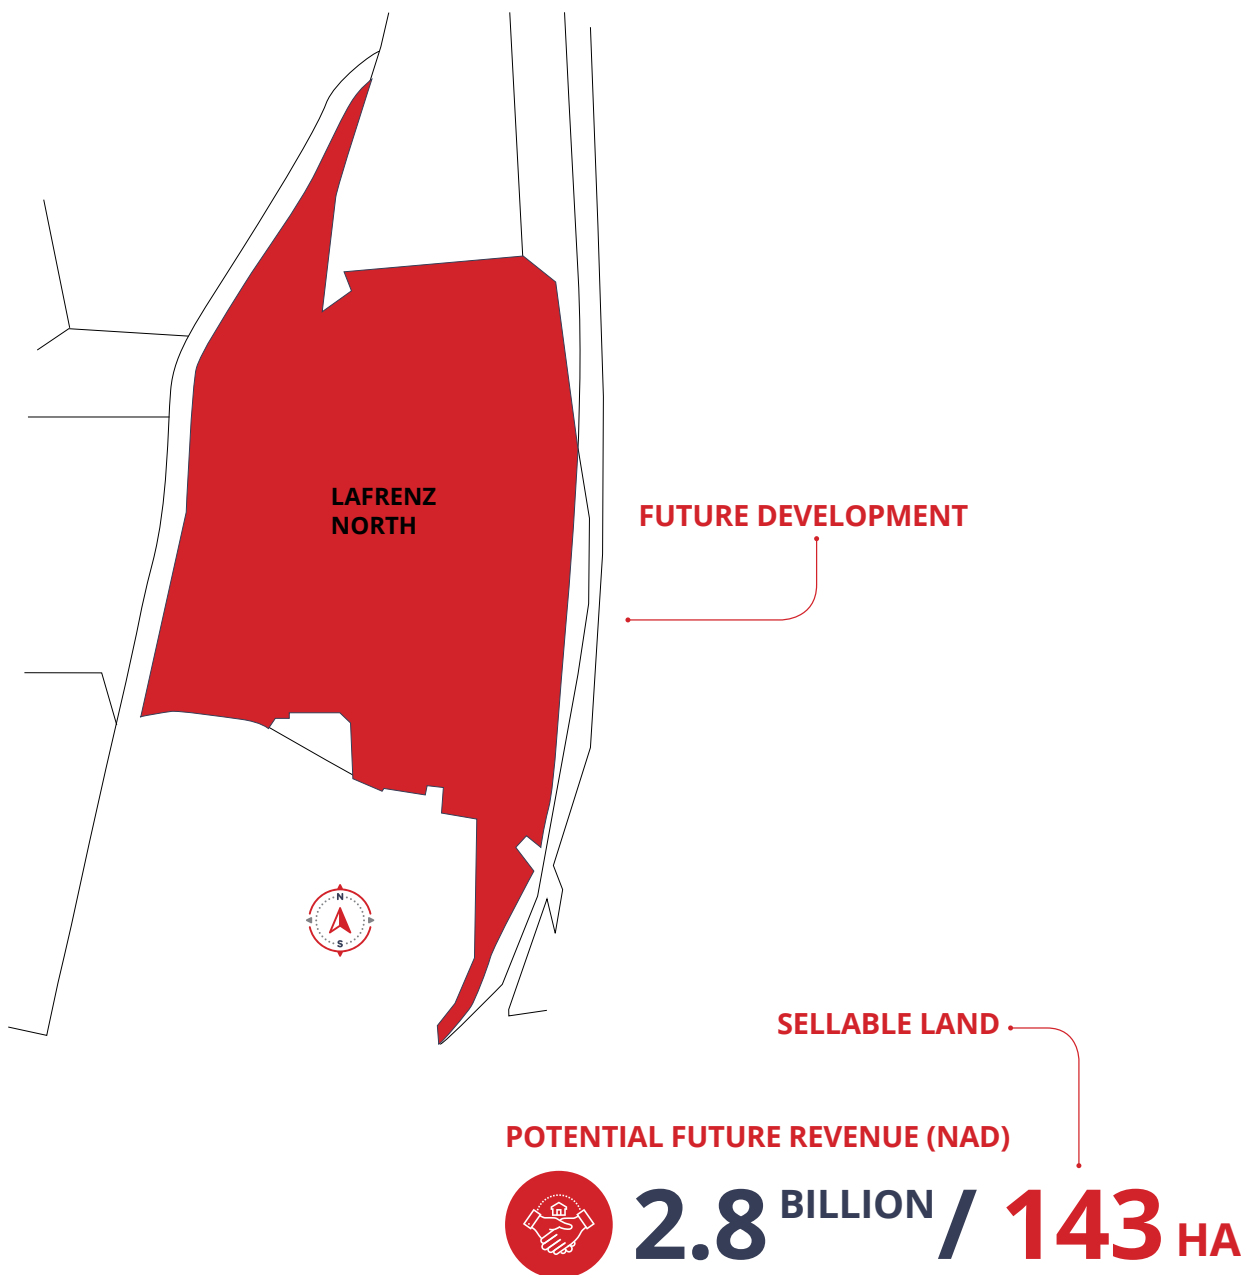 LAFRENZ
NORTH
FUTURE DEVELOPMENT
N
S
SELLABLE LAND
POTENTIAL FUTURE REVENUE (NAD)
2.8 BILLION / 143 HA